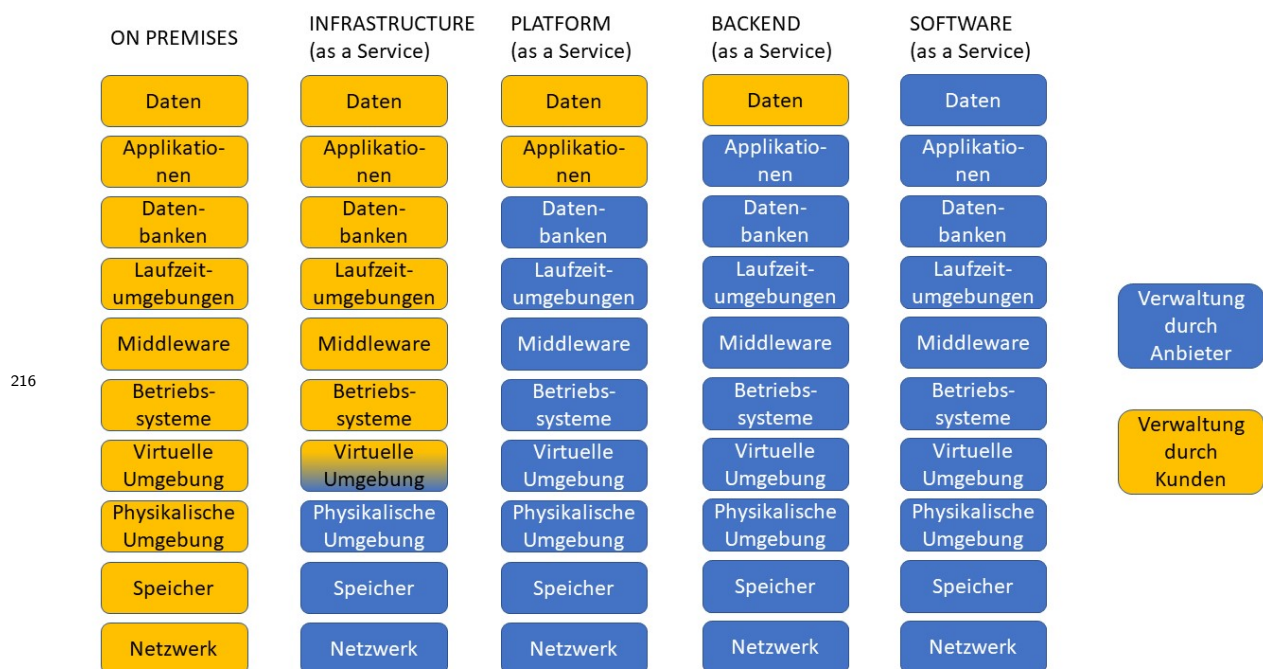 ON PREMISES
INFRASTRUCTURE
(as a Service)
PLATFORM
(as a Service)
BACKEND
(as a Service)
SOFTWARE
(as a Service)
Daten
Daten
Daten
Daten
Daten
Applikatio-
nen
Applikatio-
nen
Applikatio-
nen
Applikatio-
nen
Applikatio-
nen
Daten-
banken
Daten-
banken
Daten-
banken
Daten-
banken
Daten-
banken
Laufzeit-
umgebungen
Laufzeit-
umgebungen
Laufzeit-
umgebungen
Laufzeit-
umgebungen
Laufzeit-
umgebungen
Middleware
Middleware
Middleware
Middleware
Middleware
216
Betriebs-
systeme
Betriebs-
systeme
Betriebs-
systeme
Betriebs-
systeme
Betriebs-
systeme
Virtuelle
Umgebung
Virtuelle
Umgebung
Virtuelle
Umgebung
Virtuelle
Umgebung
Virtuelle
Umgebung
Physikalische
Umgebung
Physikalische
Umgebung
Physikalische
Umgebung
Physikalische
Umgebung
Physikalische
Umgebung
Speicher
Speicher
Speicher
Speicher
Speicher
Netzwerk
Netzwerk
Netzwerk
Netzwerk
Netzwerk
Verwaltung
durch
Anbieter
Verwaltung
durch
Kunden